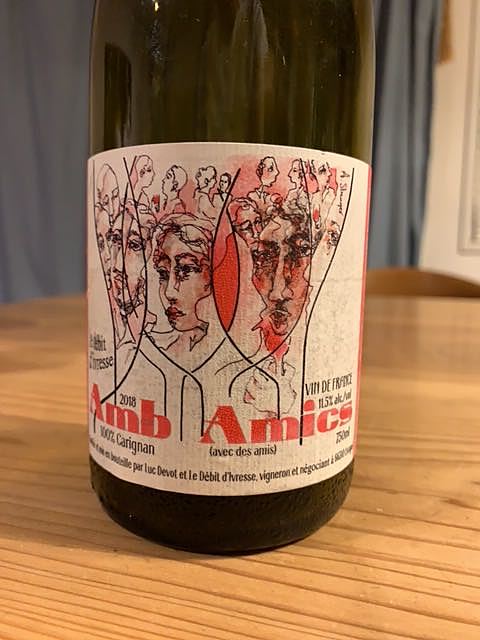 le débit
d'Ivresse
2018
VIN DE FRANCE
11.5% alc./vol
Amb Amics
100% Carignan
(avec des amis)
750ml
et mis en bouteille par Luc Devot et Le Débit d'Ivresse, vigneron et négociant à